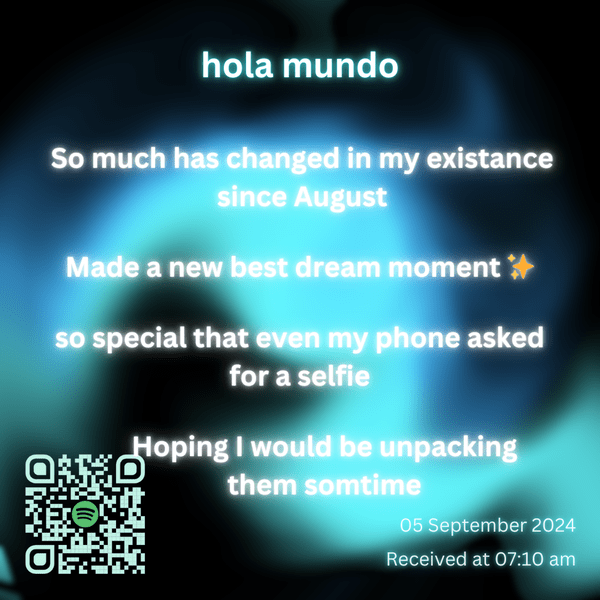 hola mundo
So much has changed in my existance
since August
Made a new best dream moment ✨
so special that even my phone asked
for a selfie
Hoping I would be unpacking
them somtime
05 September 2024
Received at 07:10 am